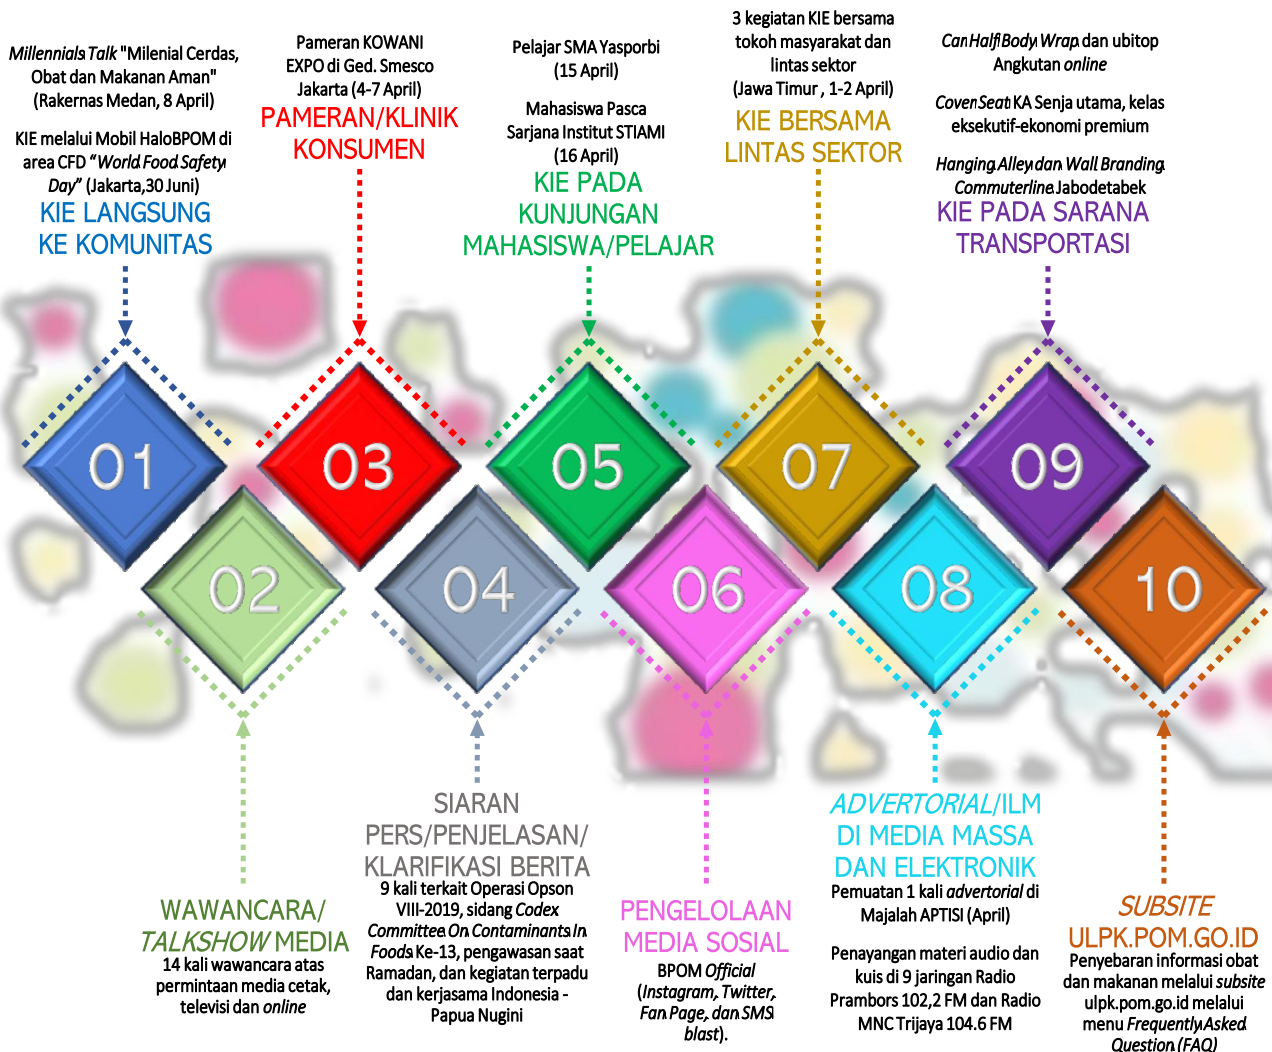 Millennials Talk "Milenial Cerdas,
Obat dan Makanan Aman"
(Rakernas Medan, 8 April)
KIE melalui Mobil HaloBPOM di
area CFD “World Food Safety
Day” (Jakarta,30 Juni)
KIE LANGSUNG
KE KOMUNITAS
Pameran KOWANI
EXPO di Ged. Smesco
Jakarta (4-7 April)
PAMERAN/KLINIK
KONSUMEN
Pelajar SMA Yasporbi
(15 April)
Mahasiswa Pasca
Sarjana Institut STIAMI
(16 April)
KIE PADA
KUNJUNGAN
MAHASISWA/PELAJAR
3 kegiatan KIE bersama
tokoh masyarakat dan
lintas sektor
(Jawa Timur , 1-2 April)
KIE BERSAMA
LINTAS SEKTOR
Car Half Body Wrap dan ubitop
Angkutan online
Cover Seat KA Senja utama, kelas
eksekutif-ekonomi premium
Hanging Alley dan Wall Branding
Commuterline Jabodetabek
KIE PADA SARANA
TRANSPORTASI
01
03
05
07
09
02
04
06
08
10
WAWANCARA/
TALKSHOW MEDIA
14 kali wawancara atas
permintaan media cetak,
televisi dan online
SIARAN
PERS/PENJELASAN/
KLARIFIKASI BERITA
9 kali terkait Operasi Opson
VIII-2019, sidang Codex
Committee On Contaminants In
Foods Ke-13, pengawasan saat
Ramadan, dan kegiatan terpadu
dan kerjasama Indonesia -
Papua Nugini
PENGELOLAAN
MEDIA SOSIAL
BPOM Official
(Instagram, Twitter,
Fan Page, dan SMS
blast).
ADVERTORIAL/ILM
DI MEDIA MASSA
DAN ELEKTRONIK
Pemuatan 1 kali advertorial di
Majalah APTISI (April)
Penayangan materi audio dan
kuis di 9 jaringan Radio
Prambors 102,2 FM dan Radio
MNC Trijaya 104.6 FM
SUBSITE
ULPK.POM.GO.ID
Penyebaran informasi obat
dan makanan melalui subsite
ulpk.pom.go.id melalui
menu Frequently Asked
Question (FAQ)